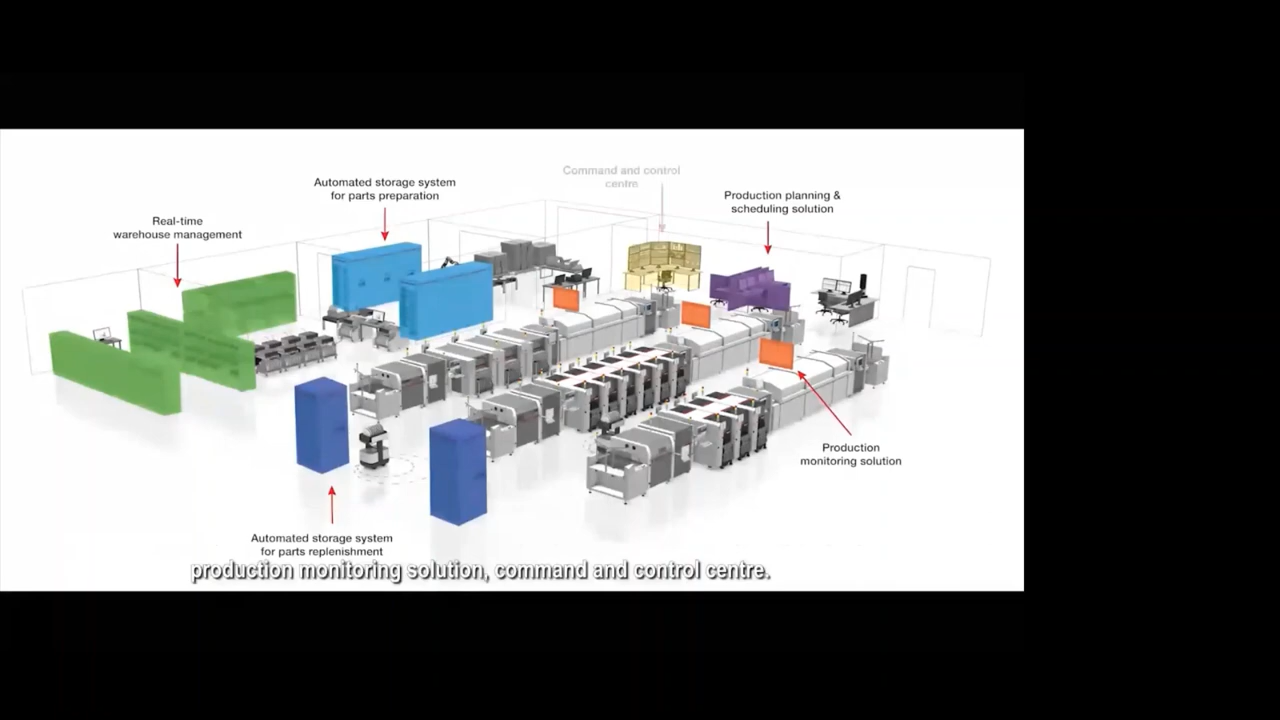 Command and control
centre
Automated storage system
for parts preparation
Production planning &
scheduling solution
Real-time
warehouse management
Production
monitoring solution
Automated storage system
for parts replenishment
production monitoring solution, command and control centre.